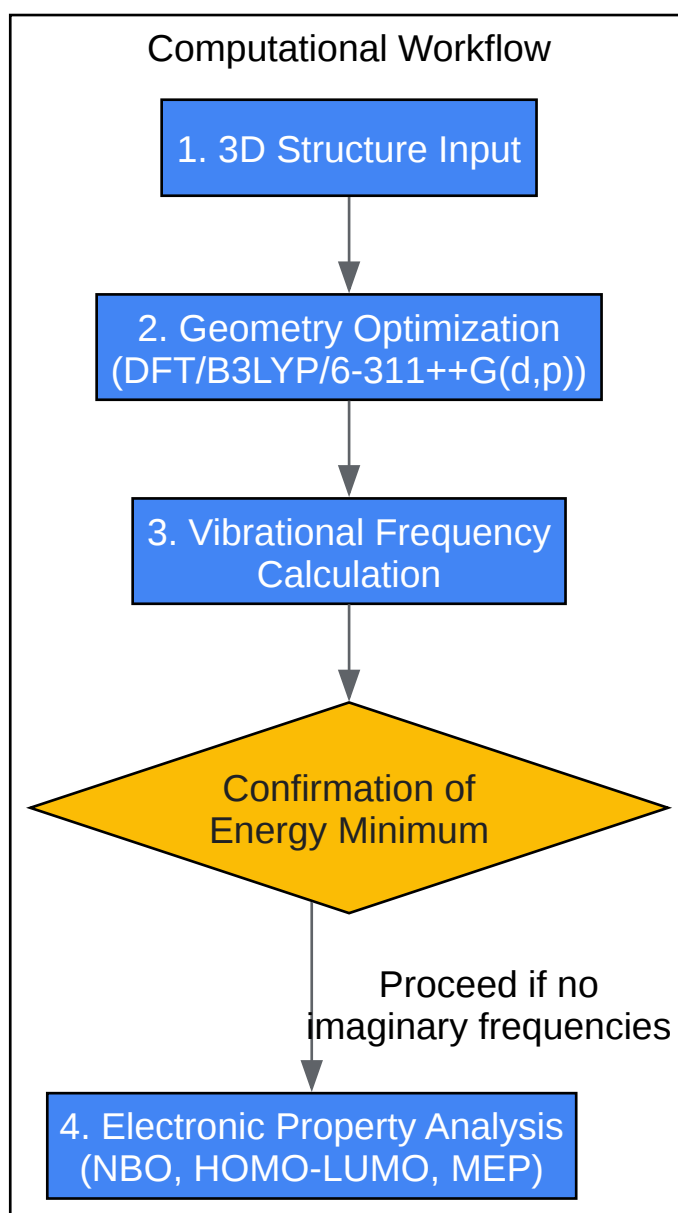 Computational Workflow
1. 3D Structure Input
2. Geometry Optimization
(DFT/B3LYP/6-311++G(d,p))
3. Vibrational Frequency
Calculation
Confirmation of
Energy Minimum
Proceed if no
imaginary frequencies
4. Electronic Property Analysis
(NBO, HOMO-LUMO, MEP)